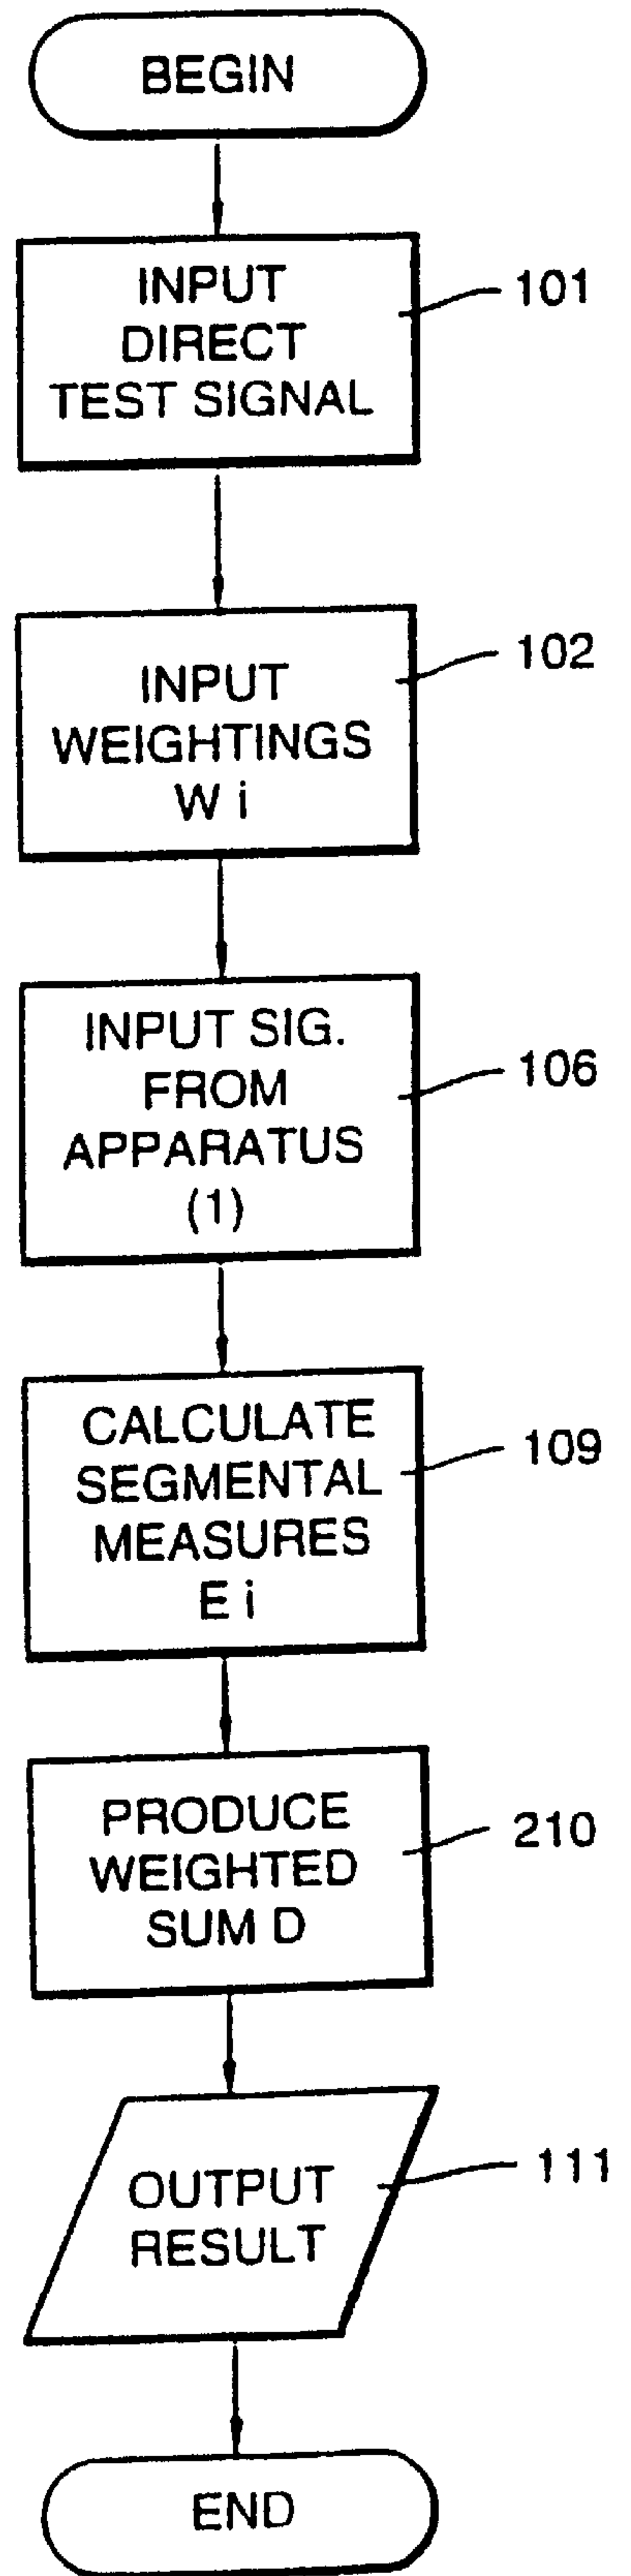 BEGIN
INPUT
DIRECT
TEST SIGNAL
101
INPUT
WEIGHTINGS
W i
102
INPUT SIG.
FROM
APPARATUS
(1)
106
CALCULATE
SEGMENTAL
MEASURES
E i
109
PRODUCE
WEIGHTED
SUM D
210
OUTPUT
RESULT
111
END